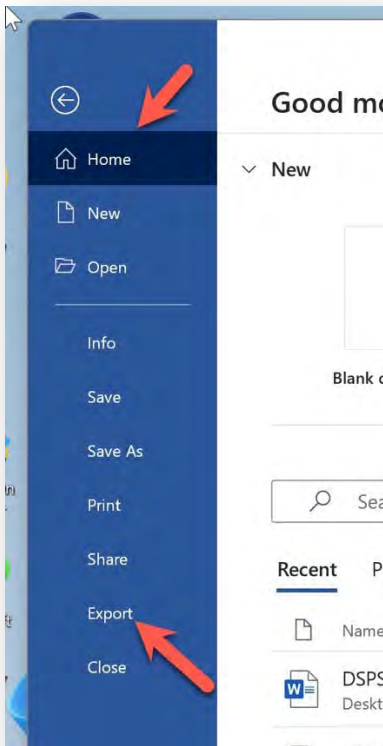 Good mo
Home
New
New
Open
Info
Blank
Save
Save As
Print
Sea
Share
Recent P
Export
Name
Close
DSPS
Deskt